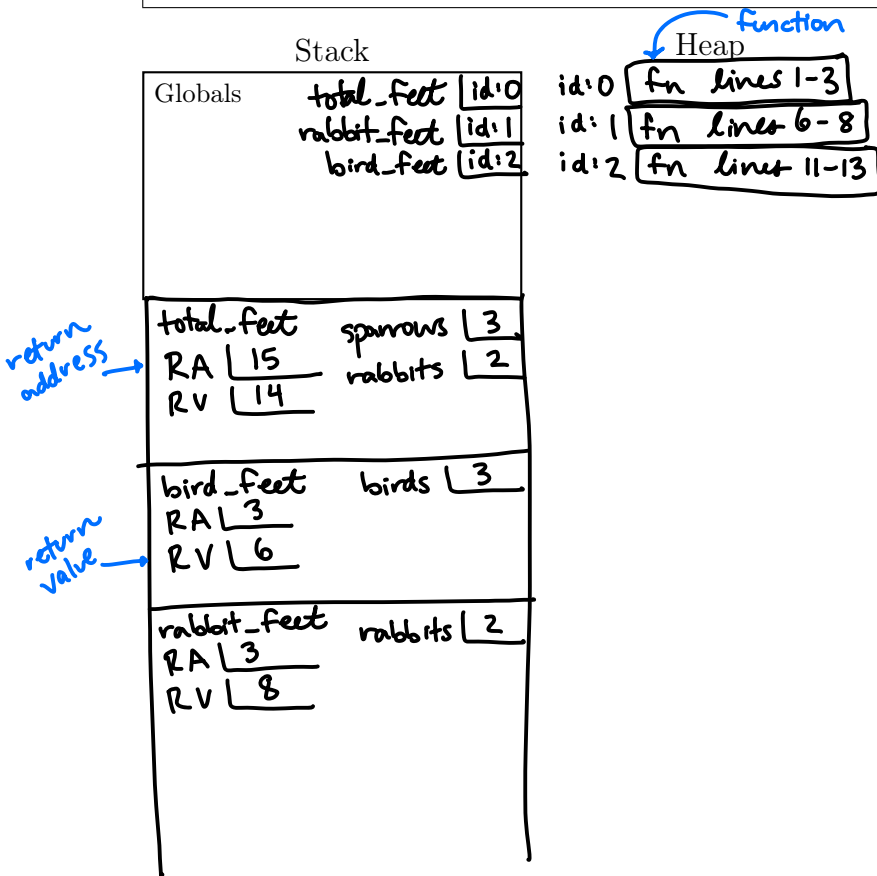 function
Stack
Heap
Globals
total_feet id:0
rabbit_feet id:1
bird_feet id:2
id:0 fn lines 1-3
id:1 fn lines 6-8
id:2 fn lines 11-13
return
address
total_feet
RA 15
RV 14
sparrows 3
rabbits 2
return
value
bird_feet
RA 3
RV 6
birds 3
rabbit_feet
RA 3
RV 8
rabbits 2